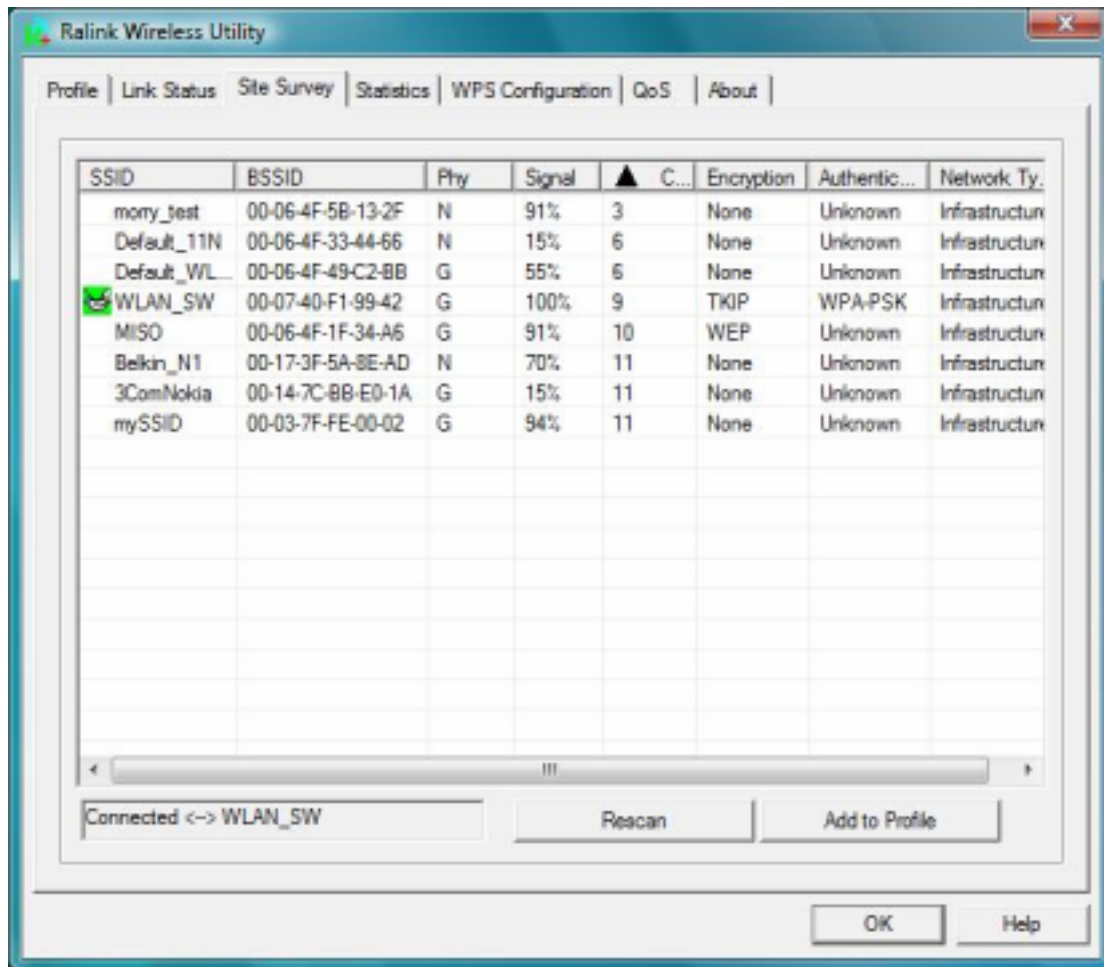 Ralink Wireless Utility
Profile Link Status Site Survey Statistics WPS Configuration QoS About
SSID BSSID Phy Signal C... Encryption Authentic... Network Ty.
morry_test 00-06-4F-5B-13-2F N 91% 3 None Unknown Infrastructure
Default_11N 00-06-4F-33-44-66 N 15% 6 None Unknown Infrastructure
Default_WL... 00-06-4F-49-C2-BB G 55% 6 None Unknown Infrastructure
WLAN_SW 00-07-40-F1-99-42 G 100% 9 TKIP WPA-PSK Infrastructure
MISO 00-06-4F-1F-34-A6 G 91% 10 WEP Unknown Infrastructure
Belkin_N1 00-17-3F-5A-8E-AD N 70% 11 None Unknown Infrastructure
3ComNokia 00-14-7C-BB-E0-1A G 15% 11 None Unknown Infrastructure
mySSID 00-03-7F-FE-00-02 G 94% 11 None Unknown Infrastructure
Connected <--> WLAN_SW Rescan Add to Profile
OK Help